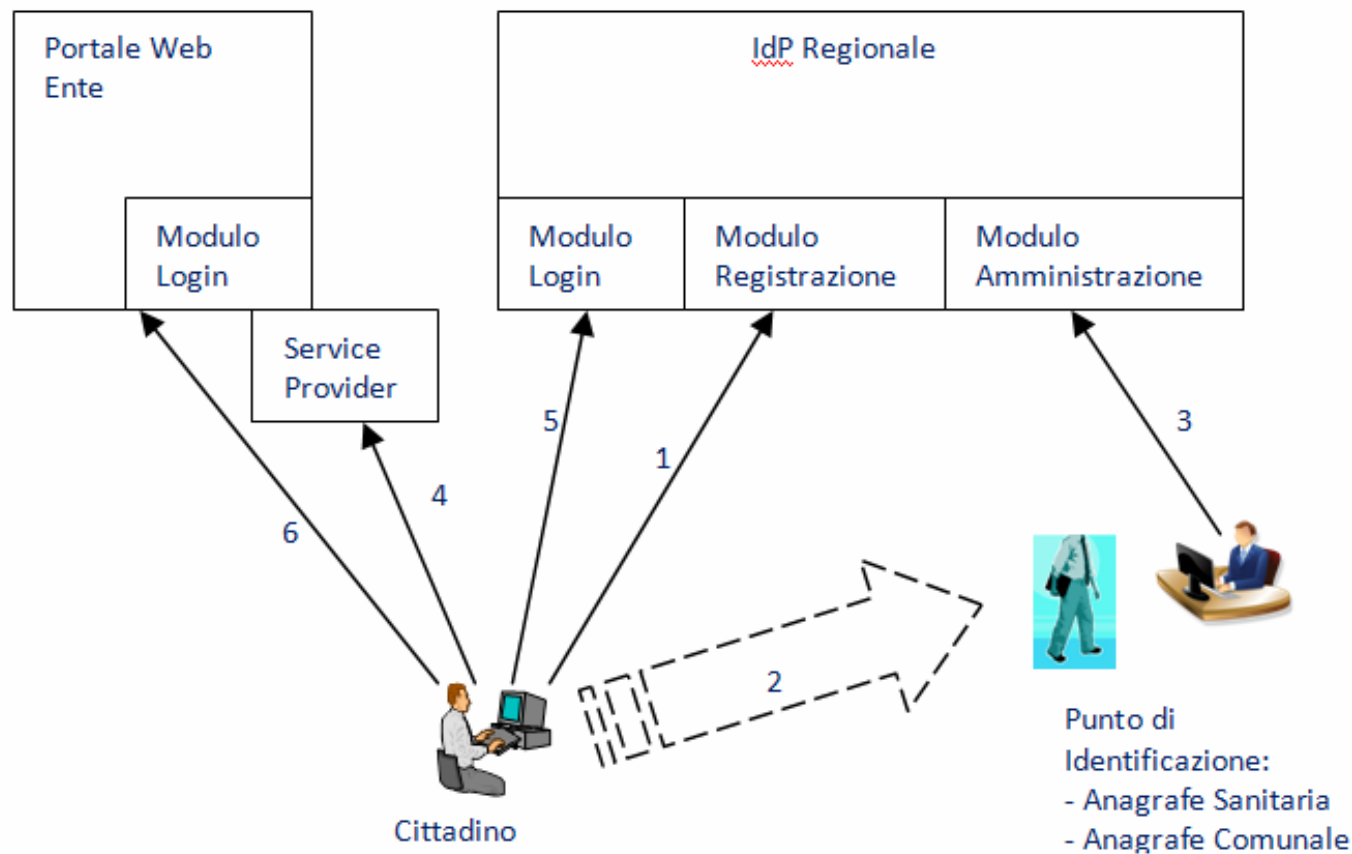 Portale Web
Ente
IdP Regionale
Modulo
Login
Modulo
Login
Modulo
Registrazione
Modulo
Amministrazione
Service
Provider
5
1
3
4
6
2
Cittadino
Punto di
Identificazione:
- Anagrafe Sanitaria
- Anagrafe Comunale